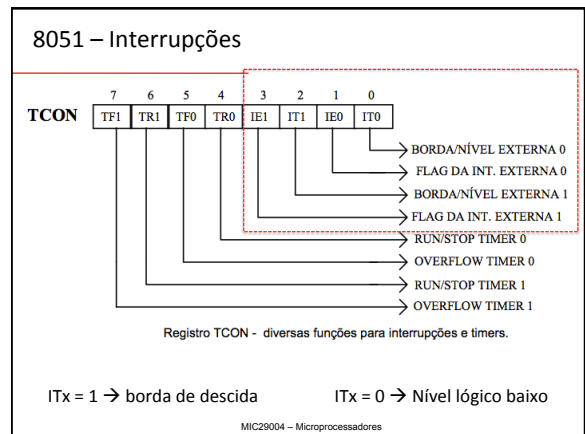 8051 – Interrupções
7 6 5 4 3 2 1 0
TCON TF1 TR1 TF0 TR0 IE1 IT1 IE0 IT0
BORDA/NÍVEL EXTERNA 0
FLAG DA INT. EXTERNA 0
BORDA/NÍVEL EXTERNA 1
FLAG DA INT. EXTERNA 1
RUN/STOP TIMER 0
OVERFLOW TIMER 0
RUN/STOP TIMER 1
OVERFLOW TIMER 1
Registro TCON - diversas funções para interrupções e timers.
ITx = 1 → borda de descida ITx = 0 → Nível lógico baixo
MIC29004 – Microprocessadores